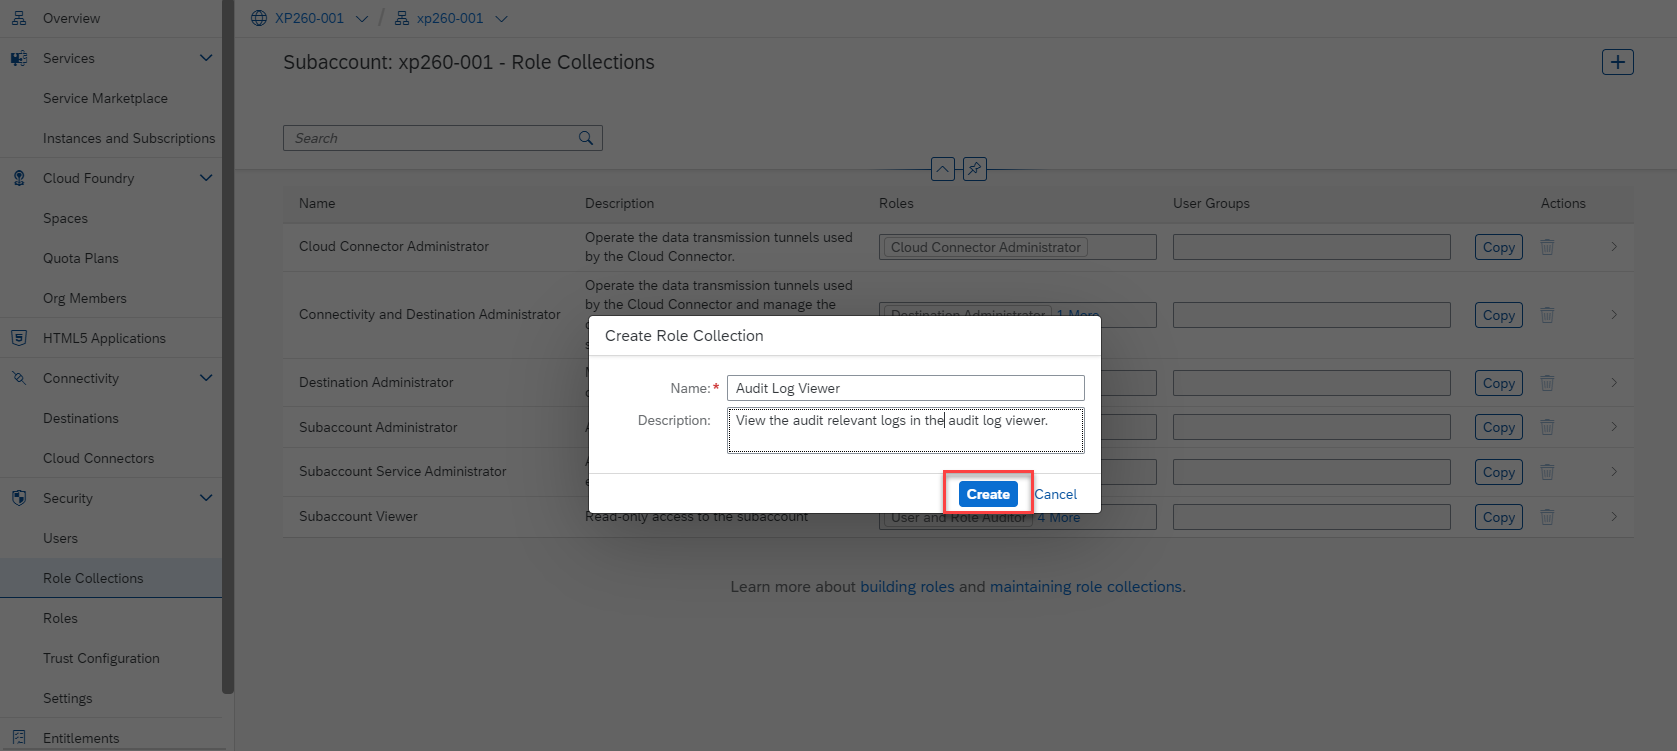 Overview
Services
Service Marketplace
Instances and Subscriptions
Cloud Foundry
Spaces
Quota Plans
Org Members
HTML5 Applications
Connectivity
Destinations
Cloud Connectors
Security
Users
Role Collections
Roles
Trust Configuration
Settings
Entitlements
XP260-001 / xp260-001
Subaccount: xp260-001 - Role Collections
Search
Name Description Roles User Groups Actions
Cloud Connector Administrator
Operate the data transmission tunnels used
by the Cloud Connector.
Cloud Connector Administrator
Copy
Connectivity and Destination Administrator
Operate the data transmission tunnels used
by the Cloud Connector and manage the
Destination Administrator 1 More
Copy
Destination Administrator
Copy
Subaccount Administrator
Copy
Subaccount Service Administrator
Copy
Subaccount Viewer
Read-only access to the subaccount
User and Role Auditor 4 More
Copy
Create Role Collection
Name:* Audit Log Viewer
Description: View the audit relevant logs in the audit log viewer.
Create Cancel
Learn more about building roles and maintaining role collections.